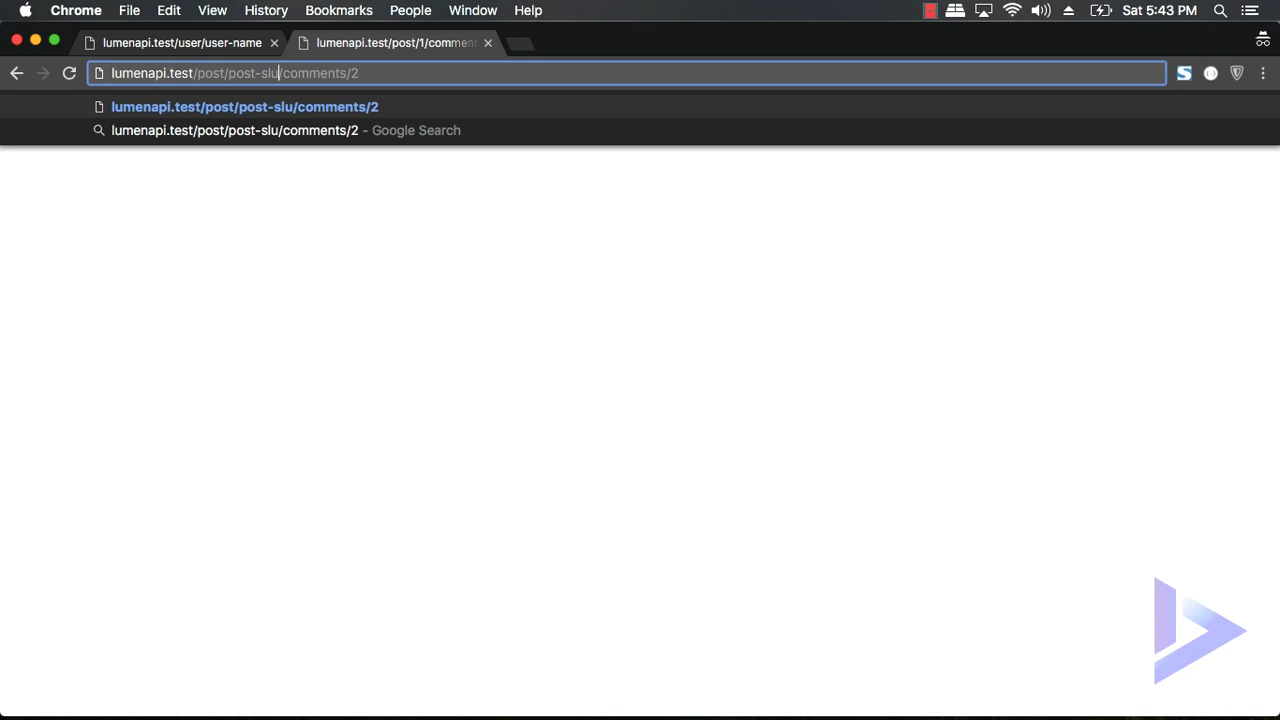 Chrome File Edit View History Bookmarks People Window Help Sat 5:43 PM
lumenapi.test/user/user-name lumenapi.test/post/1/comment
lumenapi.test/post/post-slu/comments/2 S
lumenapi.test/post/post-slu/comments/2
lumenapi.test/post/post-slu/comments/2 - Google Search